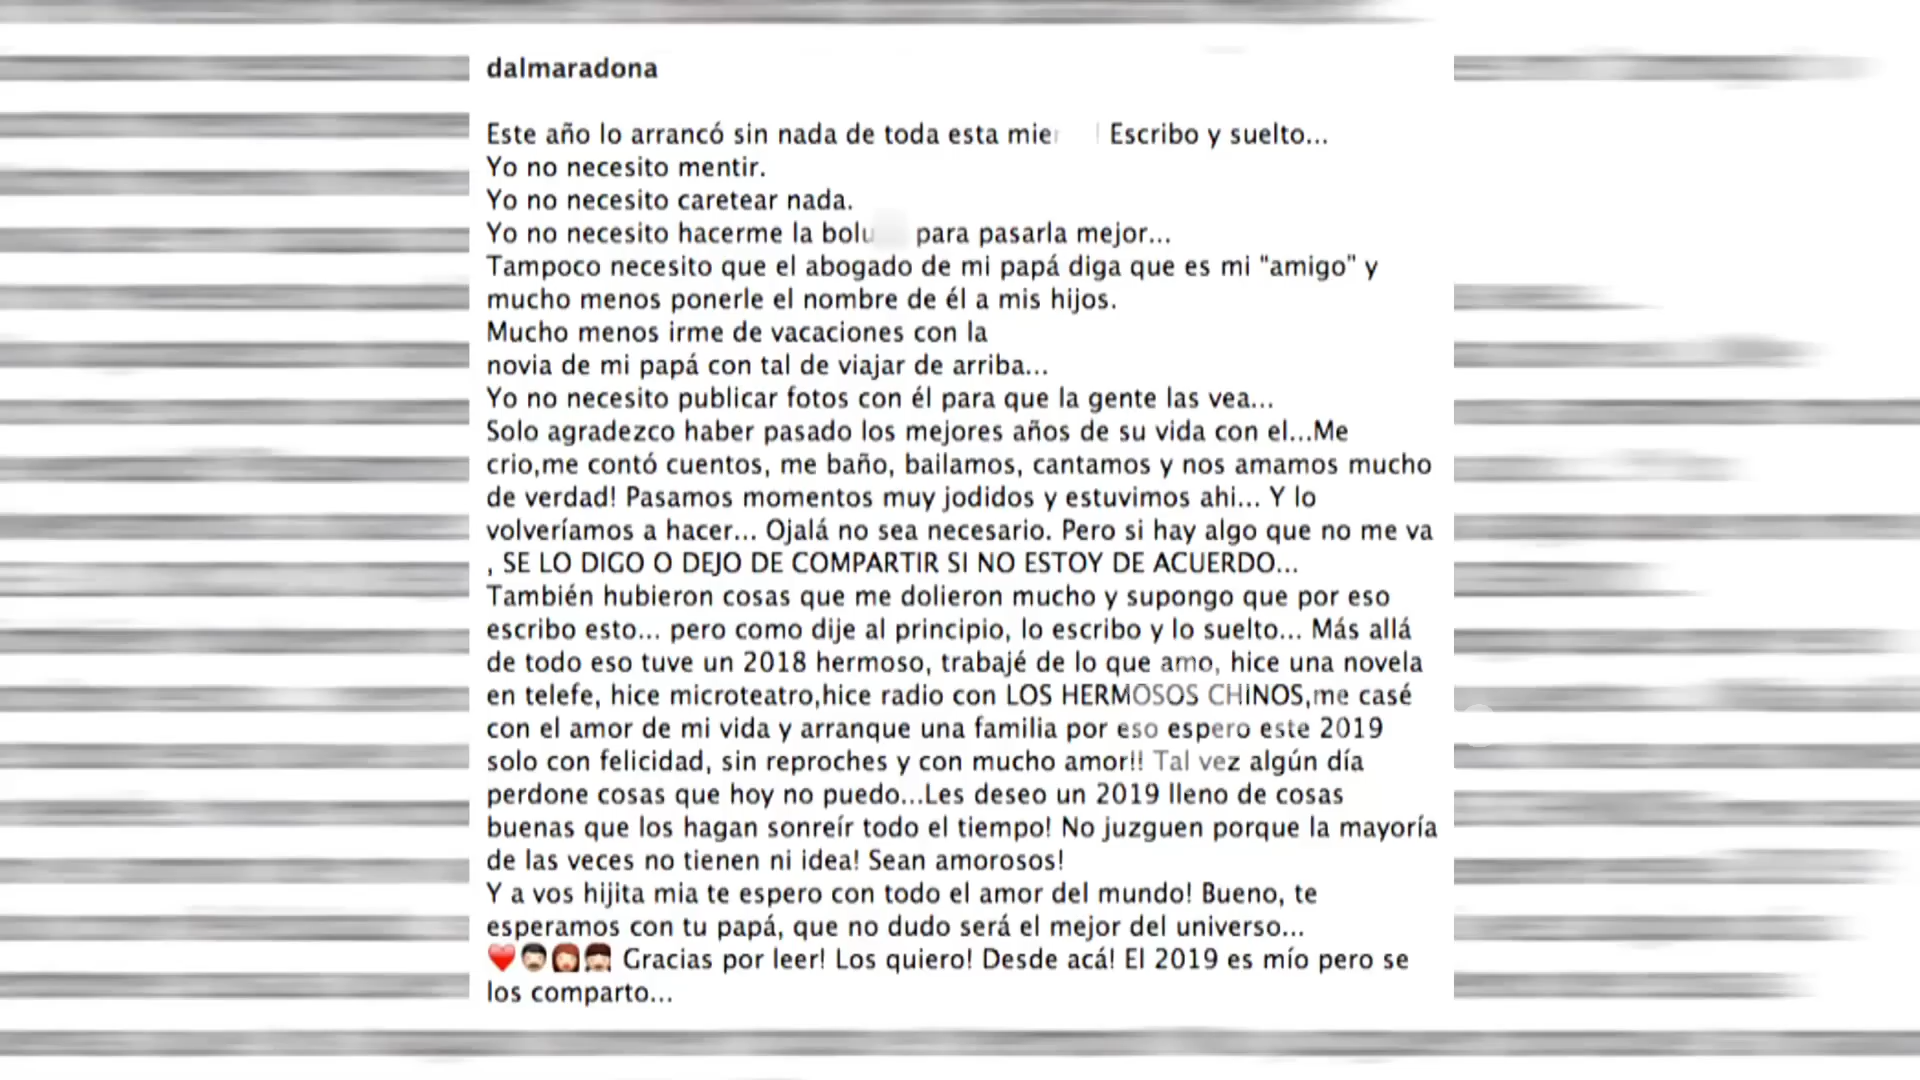 dalmaradona
Este año lo arrancó sin nada de toda esta mie Escribo y suelto...
Yo no necesito mentir.
Yo no necesito caretear nada.
Yo no necesito hacerme la bolu para pasarla mejor...
Tampoco necesito que el abogado de mi papá diga que es mi "amigo" y
mucho menos ponerle el nombre de él a mis hijos.
Mucho menos irme de vacaciones con la
novia de mi papá con tal de viajar de arriba...
Yo no necesito publicar fotos con él para que la gente las vea...
Solo agradezco haber pasado los mejores años de su vida con el...Me
crio,me contó cuentos, me baño, bailamos, cantamos y nos amamos mucho
de verdad! Pasamos momentos muy jodidos y estuvimos ahi... Y lo
volveríamos a hacer... Ojalá no sea necesario. Pero si hay algo que no me va
, SE LO DIGO O DEJO DE COMPARTIR SI NO ESTOY DE ACUERDO...
También hubieron cosas que me dolieron mucho y supongo que por eso
escribo esto... pero como dije al principio, lo escribo y lo suelto... Más allá
de todo eso tuve un 2018 hermoso, trabajé de lo que amo, hice una novela
en telefe, hice microteatro,hice radio con LOS HERMOSOS CHINOS,me casé
con el amor de mi vida y arranque una familia por eso espero este 2019
solo con felicidad, sin reproches y con mucho amor!! Tal vez algún día
perdone cosas que hoy no puedo...Les deseo un 2019 lleno de cosas
buenas que los hagan sonreír todo el tiempo! No juzguen porque la mayoría
de las veces no tienen ni idea! Sean amorosos!
Y a vos hijita mia te espero con todo el amor del mundo! Bueno, te
esperamos con tu papá, que no dudo será el mejor del universo...
❤️👨👩👧 Gracias por leer! Los quiero! Desde acá! El 2019 es mío pero se
los comparto...